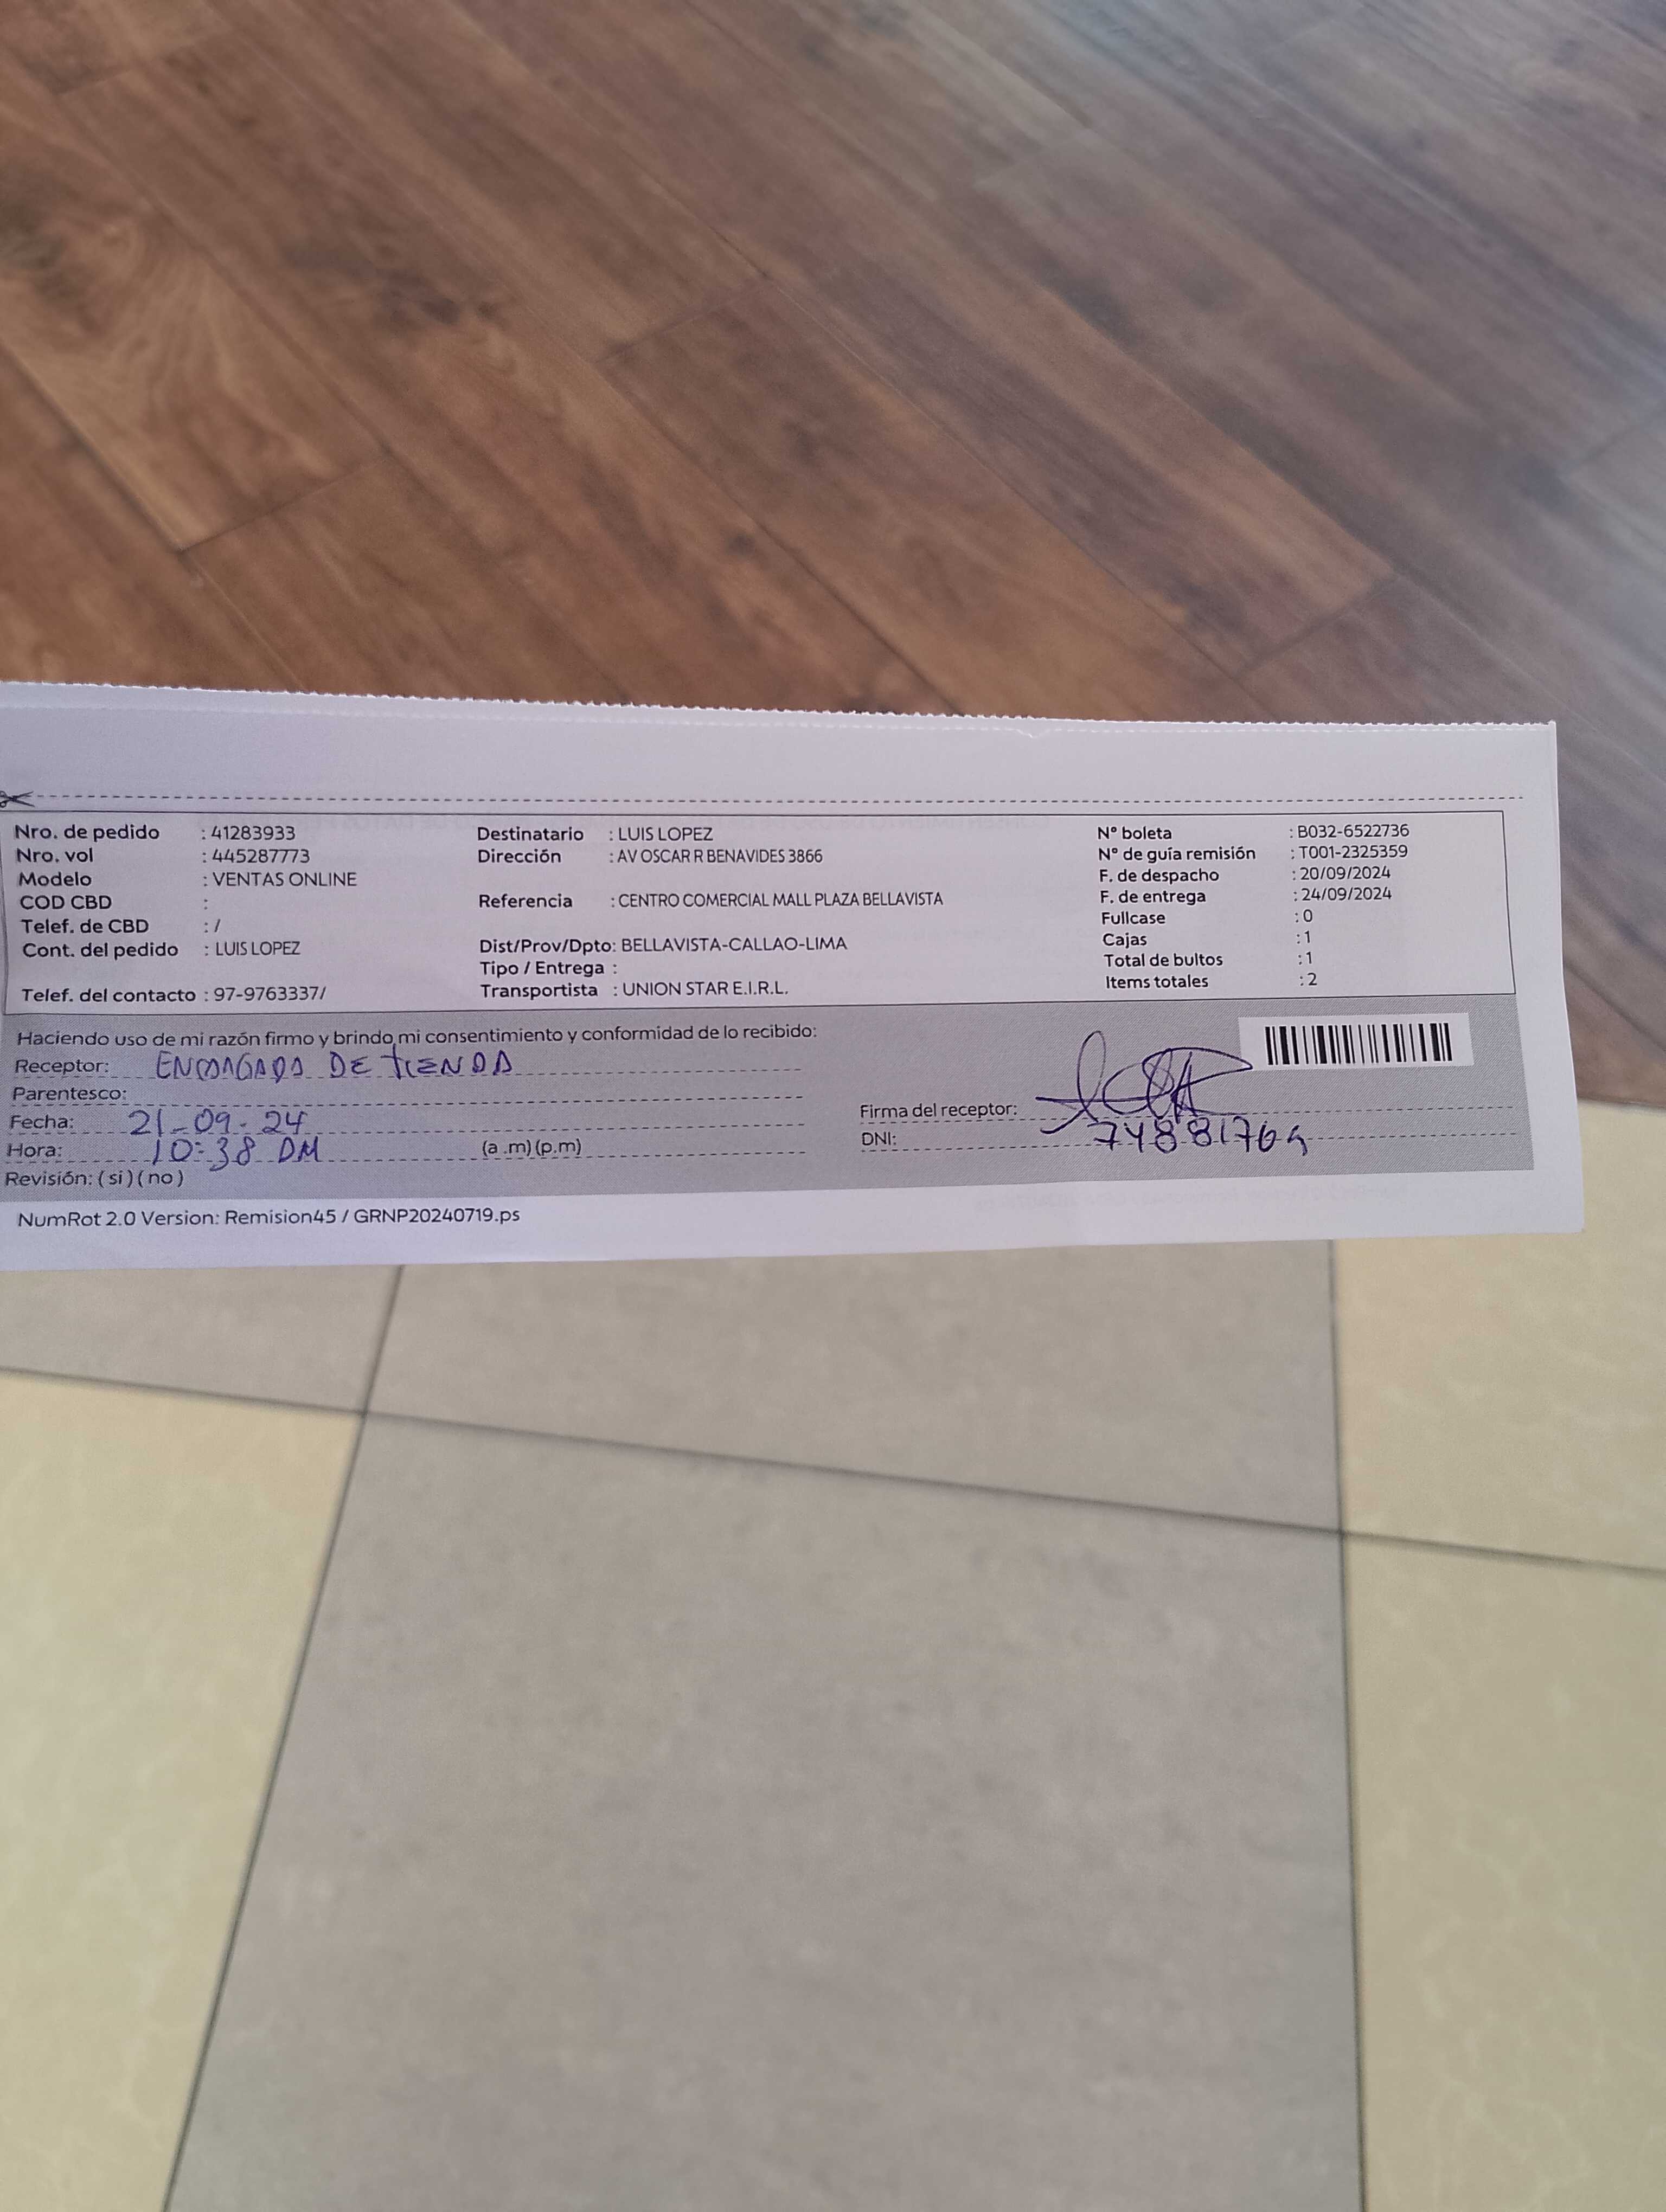 Nro. de pedido : 41283933
Nro. vol : 445287773
Modelo : VENTAS ONLINE
COD CBD :
Telef. de CBD : /
Cont. del pedido : LUIS LOPEZ
Telef. del contacto : 97-9763337/
Destinatario : LUIS LOPEZ
Dirección : AV OSCAR R BENAVIDES 3866
Referencia : CENTRO COMERCIAL MALL PLAZA BELLAVISTA
Dist/Prov/Dpto: BELLAVISTA-CALLAO-LIMA
Tipo / Entrega :
Transportista : UNION STAR E.I.R.L.
N° boleta : B032-6522736
N° de guía remisión : T001-2325359
F. de despacho : 20/09/2024
F. de entrega : 24/09/2024
Fullcase : 0
Cajas : 1
Total de bultos : 1
Items totales : 2
Haciendo uso de mi razón firmo y brindo mi consentimiento y conformidad de lo recibido:
Receptor: ENCARGADA DE TIENDA
Parentesco:
Fecha: 21-09-24
Hora: 10:38 AM (a .m) (p.m)
Revisión: ( si ) ( no )
Firma del receptor:
DNI:
NumRot 2.0 Version: Remision45 / GRNP20240719.ps